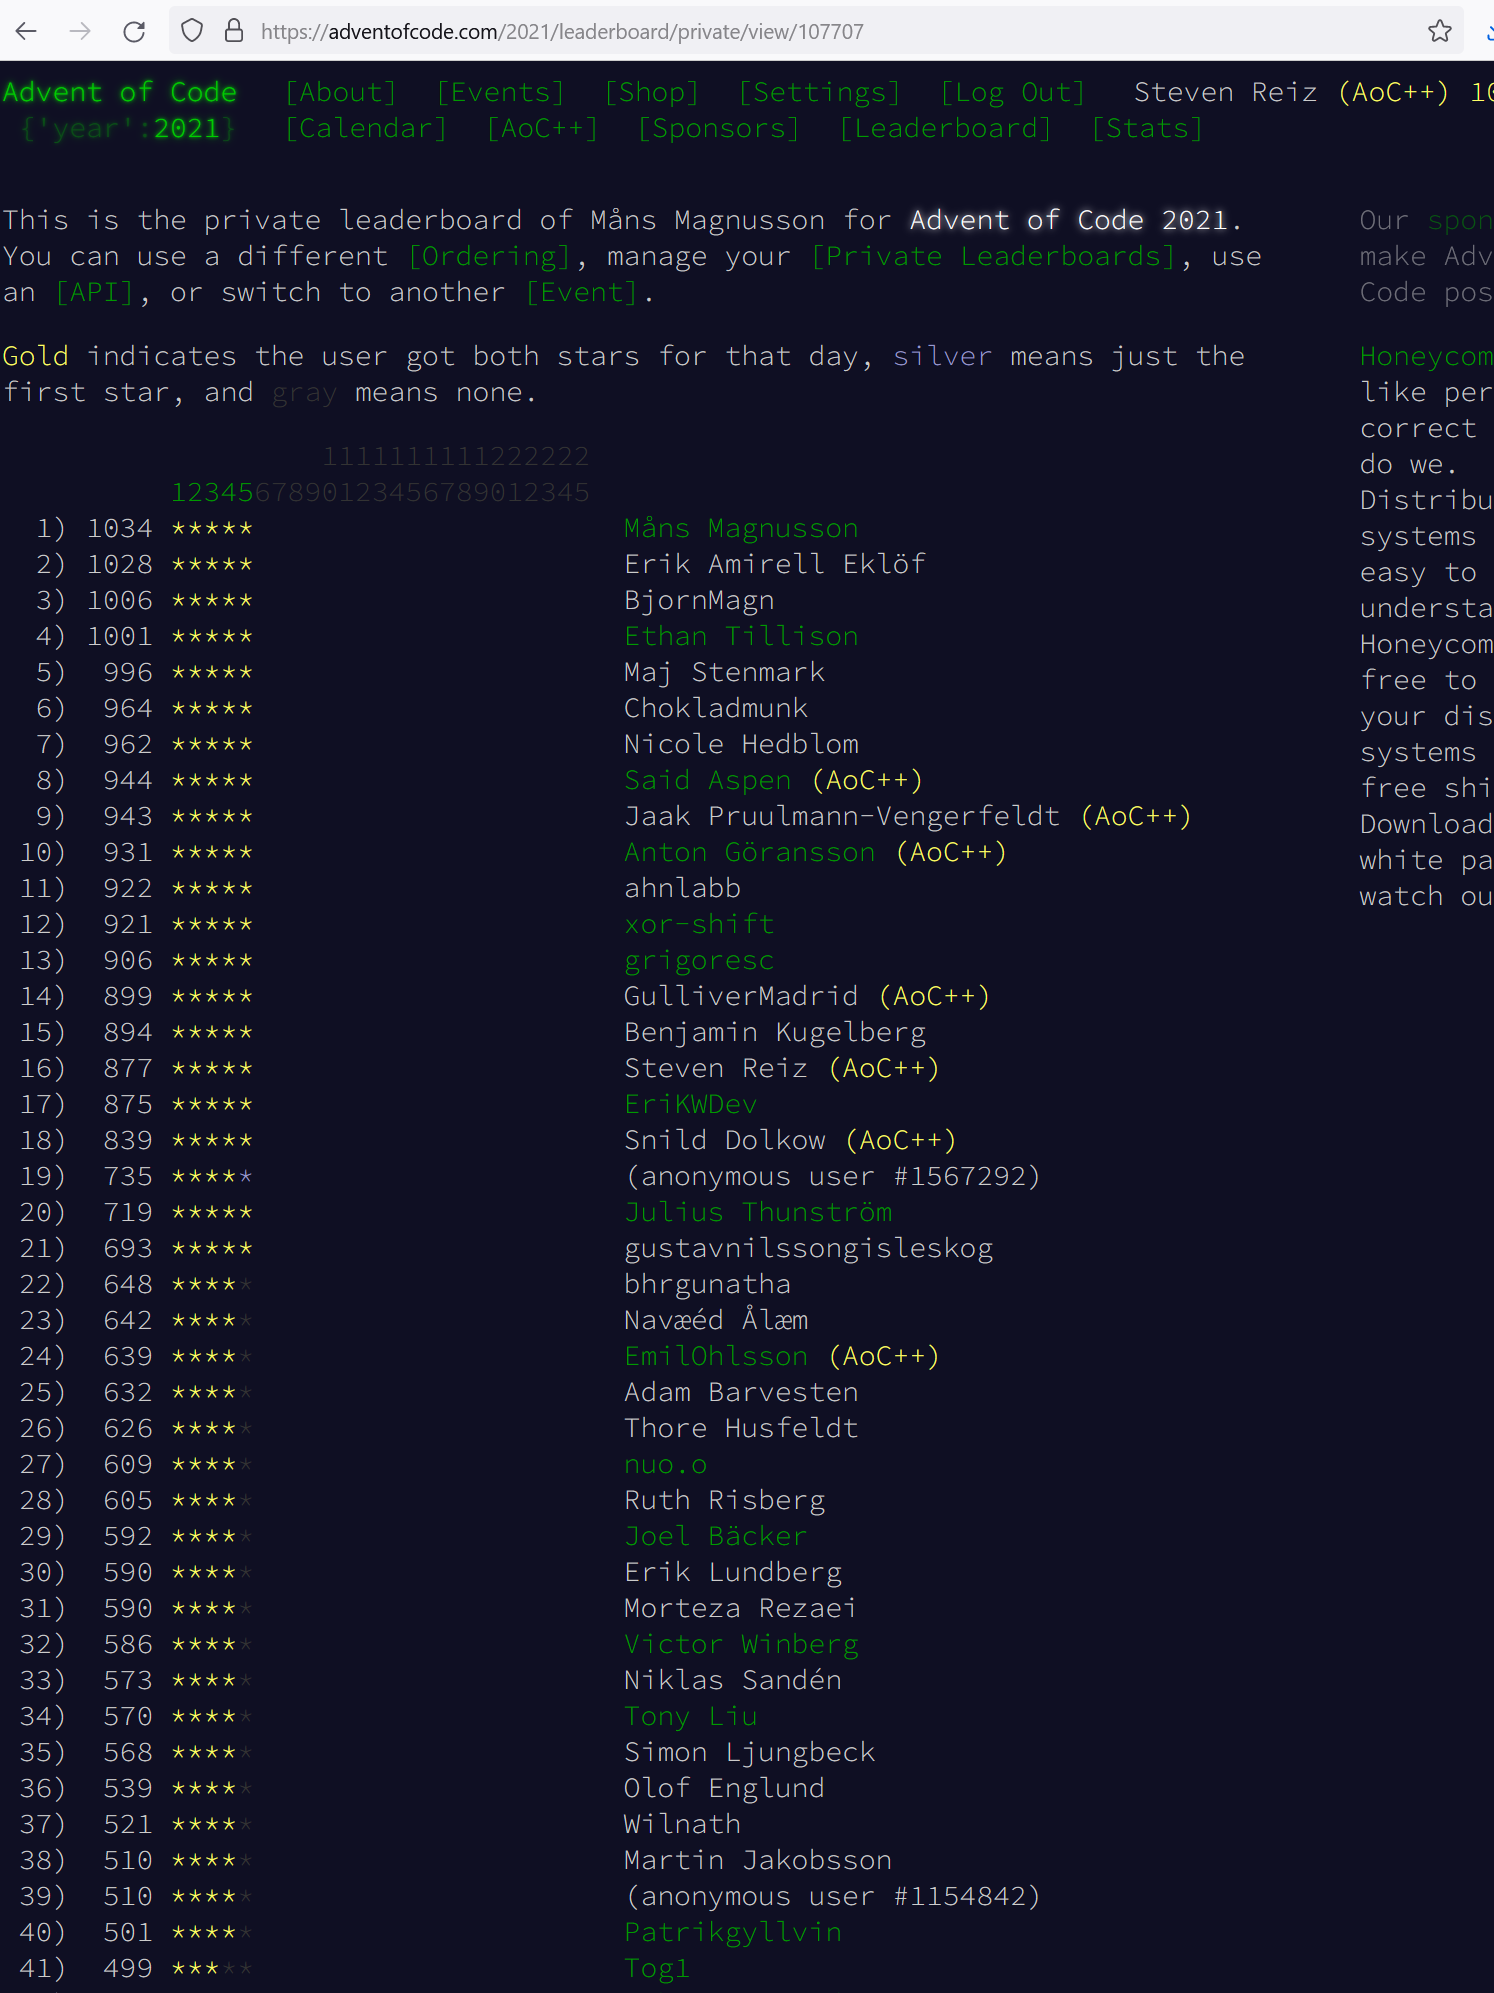 https://adventofcode.com/2021/leaderboard/private/view/107707
Advent of Code [About] [Events] [Shop] [Settings] [Log Out] Steven Reiz (AoC++) 10
{'year':2021} [Calendar] [AoC++] [Sponsors] [Leaderboard] [Stats]
This is the private leaderboard of Måns Magnusson for Advent of Code 2021.
You can use a different [Ordering], manage your [Private Leaderboards], use
an [API], or switch to another [Event].
Gold indicates the user got both stars for that day, silver means just the
first star, and gray means none.
1111111111222222
1234567890123456789012345
1) 1034 ***** Måns Magnusson
2) 1028 ***** Erik Amirell Eklöf
3) 1006 ***** BjornMagn
4) 1001 ***** Ethan Tillison
5) 996 ***** Maj Stenmark
6) 964 ***** Chokladmunk
7) 962 ***** Nicole Hedblom
8) 944 ***** Said Aspen (AoC++)
9) 943 ***** Jaak Pruulmann-Vengerfeldt (AoC++)
10) 931 ***** Anton Göransson (AoC++)
11) 922 ***** ahnlabb
12) 921 ***** xor-shift
13) 906 ***** grigoresc
14) 899 ***** GulliverMadrid (AoC++)
15) 894 ***** Benjamin Kugelberg
16) 877 ***** Steven Reiz (AoC++)
17) 875 ***** EriKWDev
18) 839 ***** Snild Dolkow (AoC++)
19) 735 ***** (anonymous user #1567292)
20) 719 ***** Julius Thunström
21) 693 ***** gustavnilssongisleskog
22) 648 ***** bhrgunatha
23) 642 ***** Navæéd Ålæm
24) 639 ***** EmilOhlsson (AoC++)
25) 632 ***** Adam Barvesten
26) 626 ***** Thore Husfeldt
27) 609 ***** nuo.o
28) 605 ***** Ruth Risberg
29) 592 ***** Joel Bäcker
30) 590 ***** Erik Lundberg
31) 590 ***** Morteza Rezaei
32) 586 ***** Victor Winberg
33) 573 ***** Niklas Sandén
34) 570 ***** Tony Liu
35) 568 ***** Simon Ljungbeck
36) 539 ***** Olof Englund
37) 521 ***** Wilnath
38) 510 ***** Martin Jakobsson
39) 510 ***** (anonymous user #1154842)
40) 501 ***** Patrikgyllvin
41) 499 ***** Tog1
Our spon
make Adv
Code pos
Honeycom
like per
correct
do we.
Distribu
systems
easy to
understa
Honeycom
free to
your dis
systems
free shi
Download
white pa
watch ou